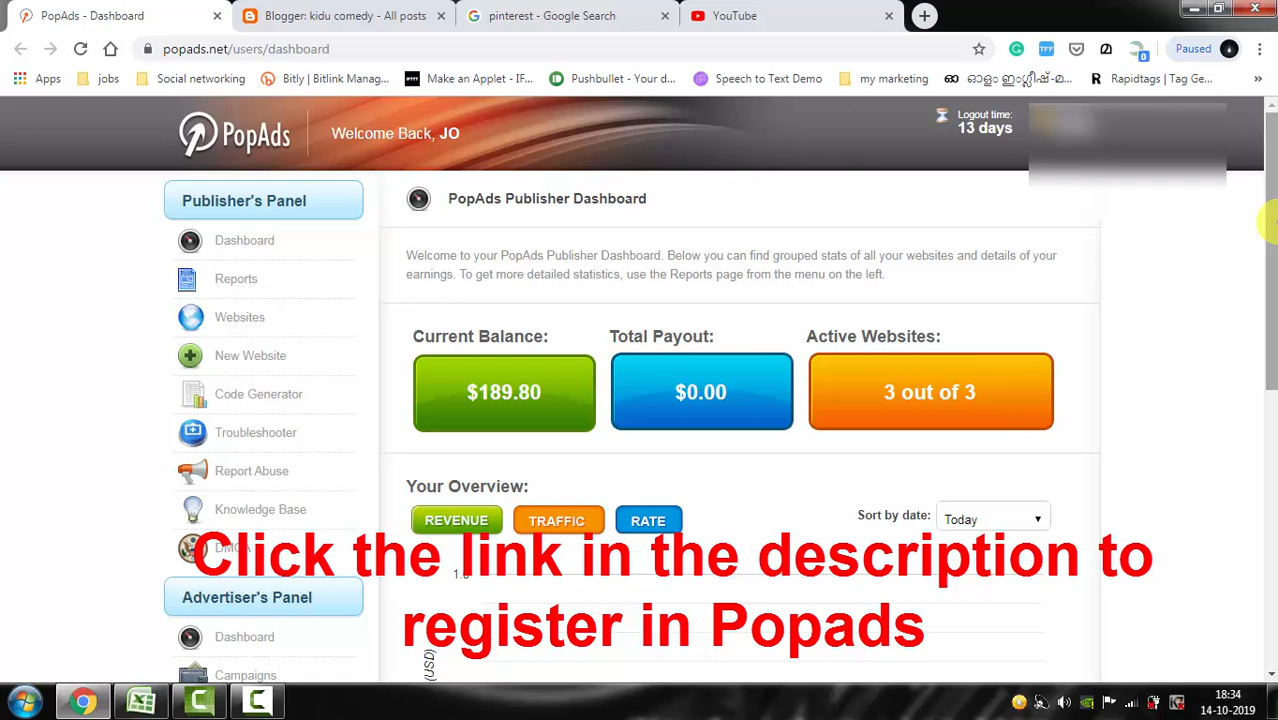 PopAds - Dashboard
Blogger: kidu comedy - All posts
pinterest - Google Search
YouTube
popads.net/users/dashboard
TFF
0
Paused
Apps
jobs
Social networking
Bitly | Bitlink Manag...
IFTTT
Make an Applet - IF...
Pushbullet - Your d...
Speech to Text Demo
my marketing
ഓളാ ഇംഗ്ലീഷ്-മ...
Rapidtags | Tag Ge...
PopAds
Welcome Back, JO
Logout time:
13 days
Publisher's Panel
Dashboard
Reports
Websites
New Website
Code Generator
Troubleshooter
Report Abuse
Knowledge Base
DMCA
Advertiser's Panel
Dashboard
Campaigns
PopAds Publisher Dashboard
Welcome to your PopAds Publisher Dashboard. Below you can find grouped stats of all your websites and details of your
earnings. To get more detailed statistics, use the Reports page from the menu on the left.
Current Balance:
Total Payout:
Active Websites:
$189.80
$0.00
3 out of 3
Your Overview:
REVENUE
TRAFFIC
RATE
Sort by date:
Today
(USD)
Click the link in the description to
register in Popads
18:34
14-10-2019